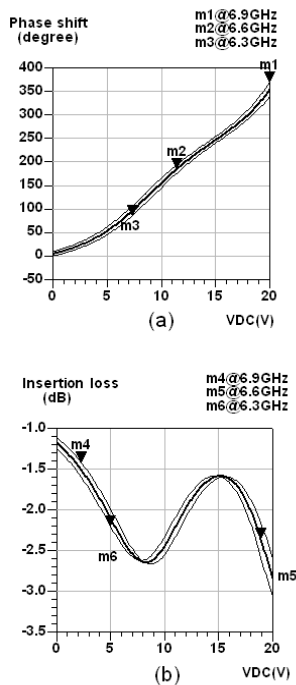 Phase shift
(degree)
m1@6.9GHz
m2@6.6GHz
m3@6.3GHz
m1
m2
m3
400
350
300
250
200
150
100
50
0
-50
0
5
10
15
20
VDC(V)
(a)
Insertion loss
(dB)
m4@6.9GHz
m5@6.6GHz
m6@6.3GHz
m4
m6
m5
-1.0
-1.5
-2.0
-2.5
-3.0
-3.5
0
5
10
15
20
VDC(V)
(b)